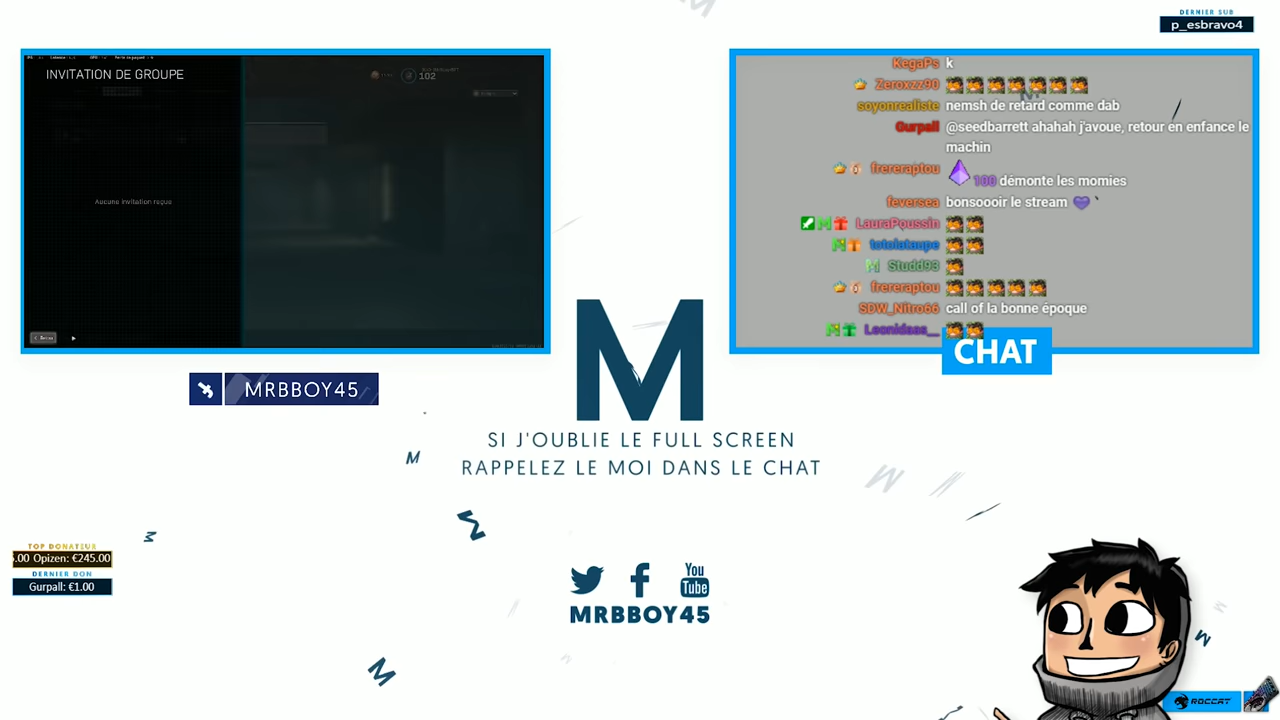 DERNIER SUB
p_esbravo4
INVITATION DE GROUPE
102
Aucune invitation reçue
Retour
MRBBOY45
KegaPs k
Zeroxzz90
soyonrealiste nemsh de retard comme dab
Gurpall @seedbarrett ahahah j'avoue, retour en enfance le
machin
frereraptou 100 démonte les momies
feversea bonsoooir le stream
LauraPoussin
totolataupe
Studd93
frereraptou
SDW_Nitro66 call of la bonne époque
Leonidaas__
CHAT
M
SI J'OUBLIE LE FULL SCREEN
RAPPELEZ LE MOI DANS LE CHAT
TOP DONATEUR
.00 Opizen: €245.00
DERNIER DON
Gurpall: €1.00
You
Tube
MRBBOY45
ROCCAT